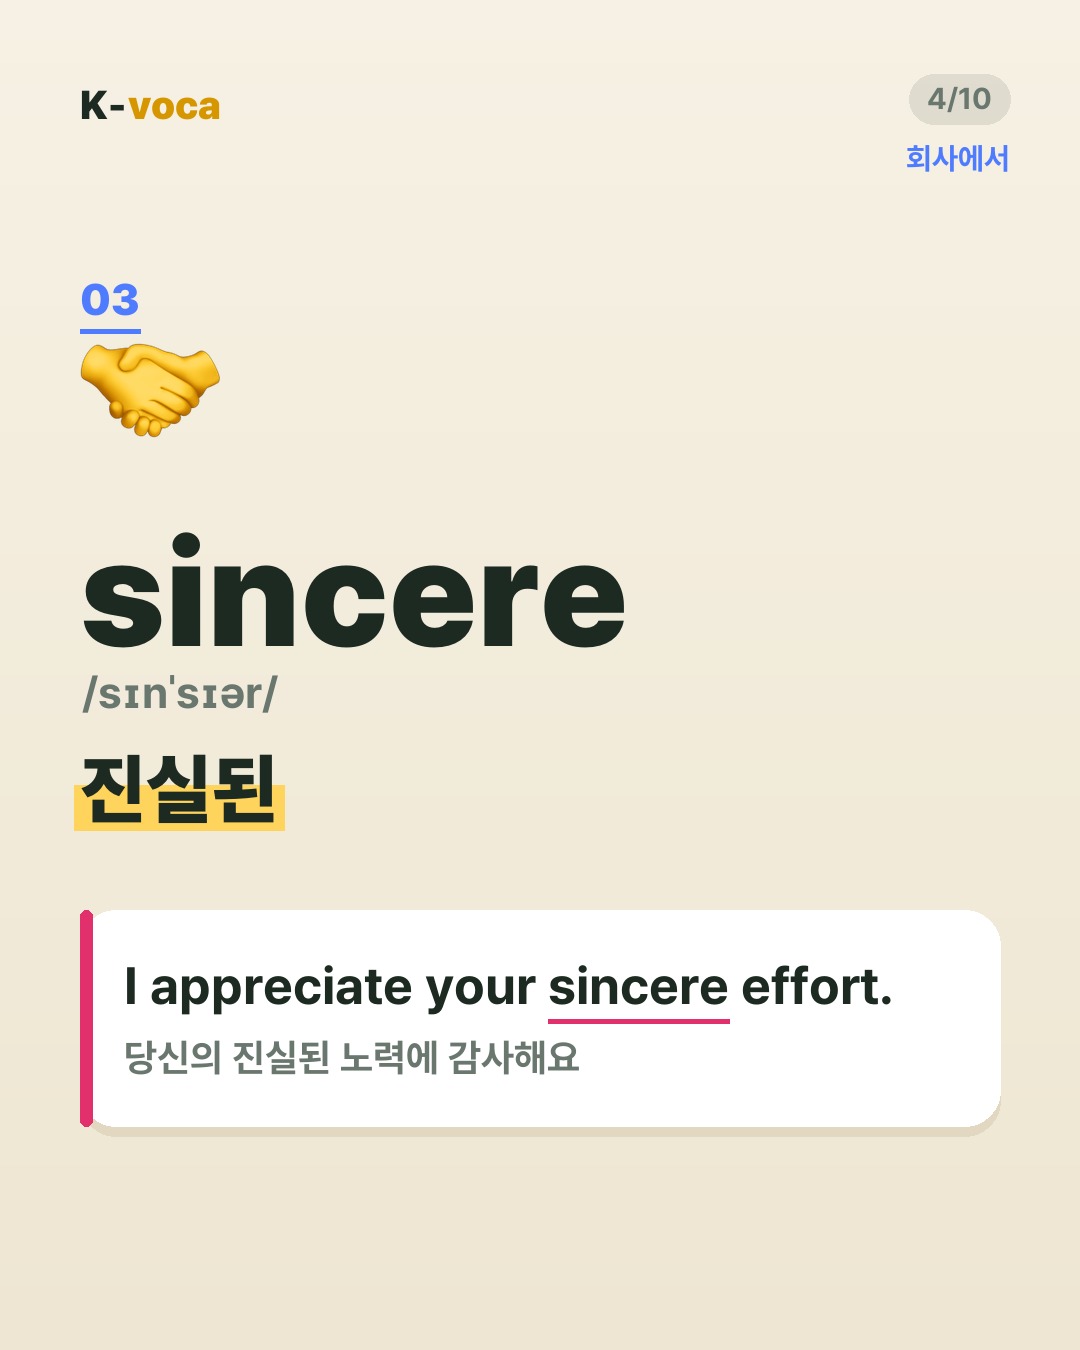 K-voca
4/10
회사에서
03
sincere
/sɪnˈsɪər/
진실된
I appreciate your sincere effort.
당신의 진실된 노력에 감사해요